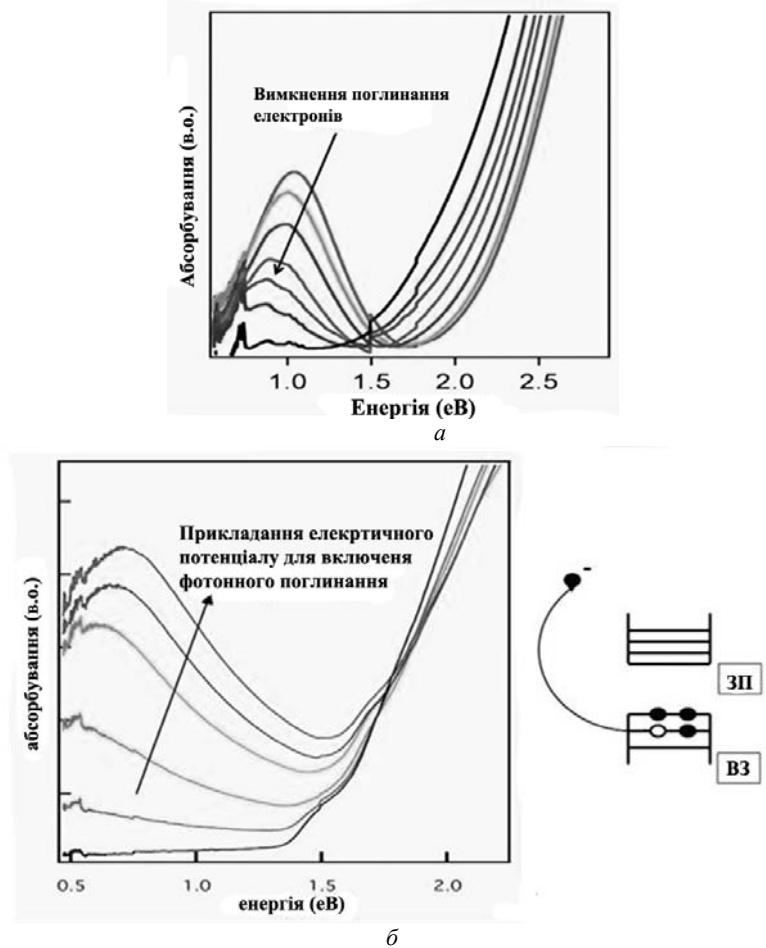 Абсорбування (в.о.)
Вимкнення поглинання
електронів
1.0 1.5 2.0 2.5
Енергія (еВ)
а
абсорбування (в.о.)
Прикладання елекртичного
потенціалу для включеня
фотонного поглинання
0.5 1.0 1.5 2.0
енергія (еВ)
-
ЗП
ВЗ
б